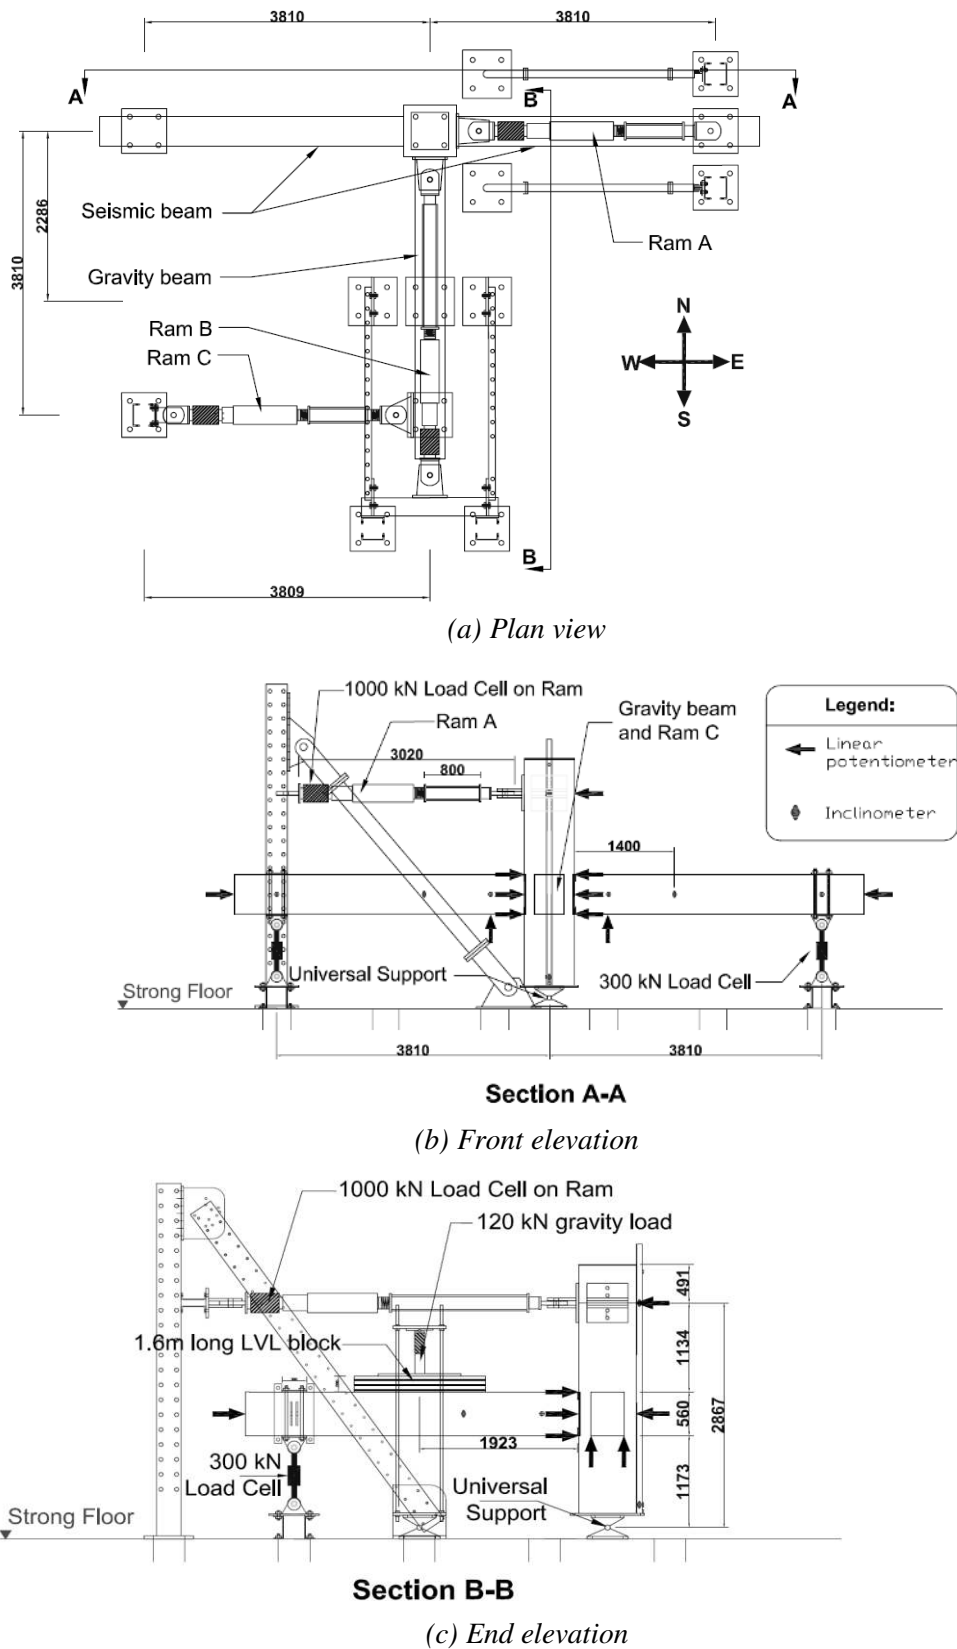 3810
3810
A
B
A
Seismic beam
2286
Ram A
3810
Gravity beam
N
Ram B
W
E
Ram C
S
B
3809
(a) Plan view
1000 kN Load Cell on Ram
Ram A
Gravity beam
and Ram C
Legend:
Linear
potentiometer
Inclinometer
3020
800
1400
Universal Support
300 kN Load Cell
Strong Floor
3810
3810
Section A-A
(b) Front elevation
1000 kN Load Cell on Ram
120 kN gravity load
491
1.6m long LVL block
1134
560
2867
1923
300 kN
Load Cell
Universal
Support
1173
Strong Floor
Section B-B
(c) End elevation